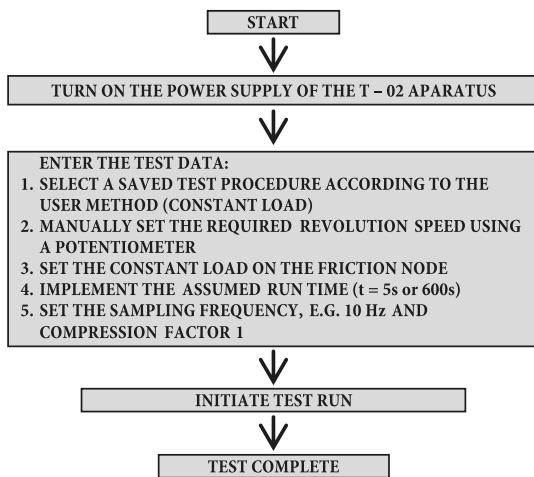 START
TURN ON THE POWER SUPPLY OF THE T – 02 APARATUS
ENTER THE TEST DATA:
1. SELECT A SAVED TEST PROCEDURE ACCORDING TO THE
USER METHOD (CONSTANT LOAD)
2. MANUALLY SET THE REQUIRED REVOLUTION SPEED USING
A POTENTIOMETER
3. SET THE CONSTANT LOAD ON THE FRICTION NODE
4. IMPLEMENT THE ASSUMED RUN TIME (t = 5s or 600s)
5. SET THE SAMPLING FREQUENCY, E.G. 10 Hz AND
COMPRESSION FACTOR 1
INITIATE TEST RUN
TEST COMPLETE